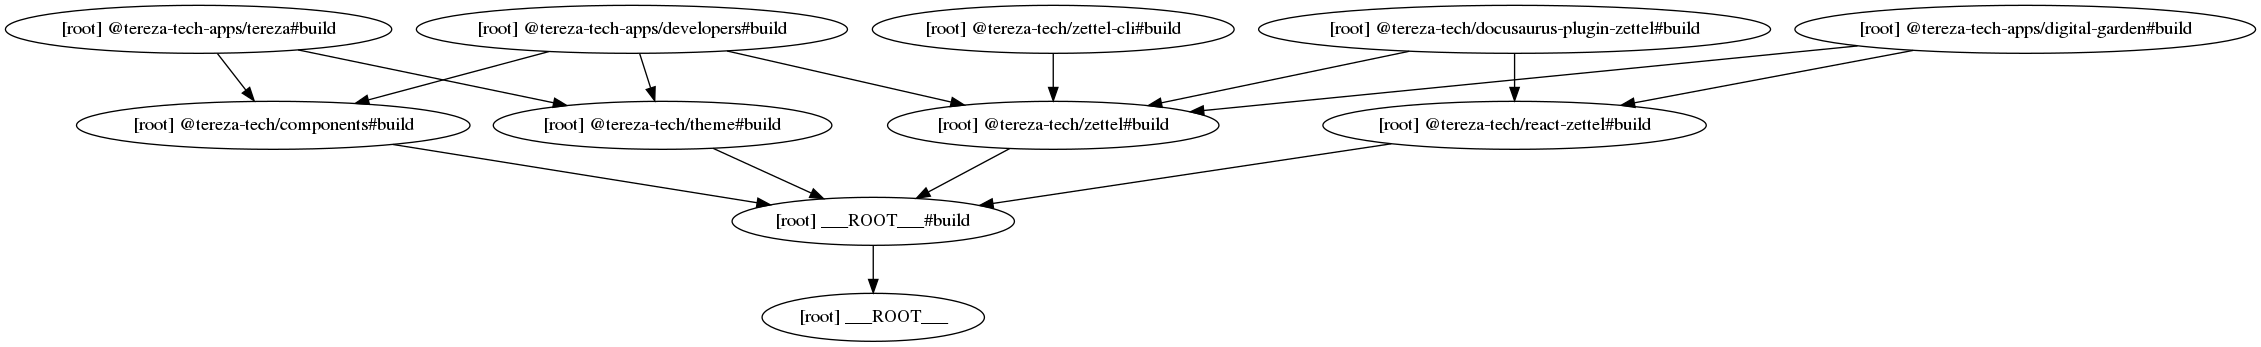 [root] @tereza-tech-apps/tereza#build
[root] @tereza-tech-apps/developers#build
[root] @tereza-tech/zettel-cli#build
[root] @tereza-tech/docusaurus-plugin-zettel#build
[root] @tereza-tech-apps/digital-garden#build
[root] @tereza-tech/components#build
[root] @tereza-tech/theme#build
[root] @tereza-tech/zettel#build
[root] @tereza-tech/react-zettel#build
[root] ___ROOT___#build
[root] ___ROOT___